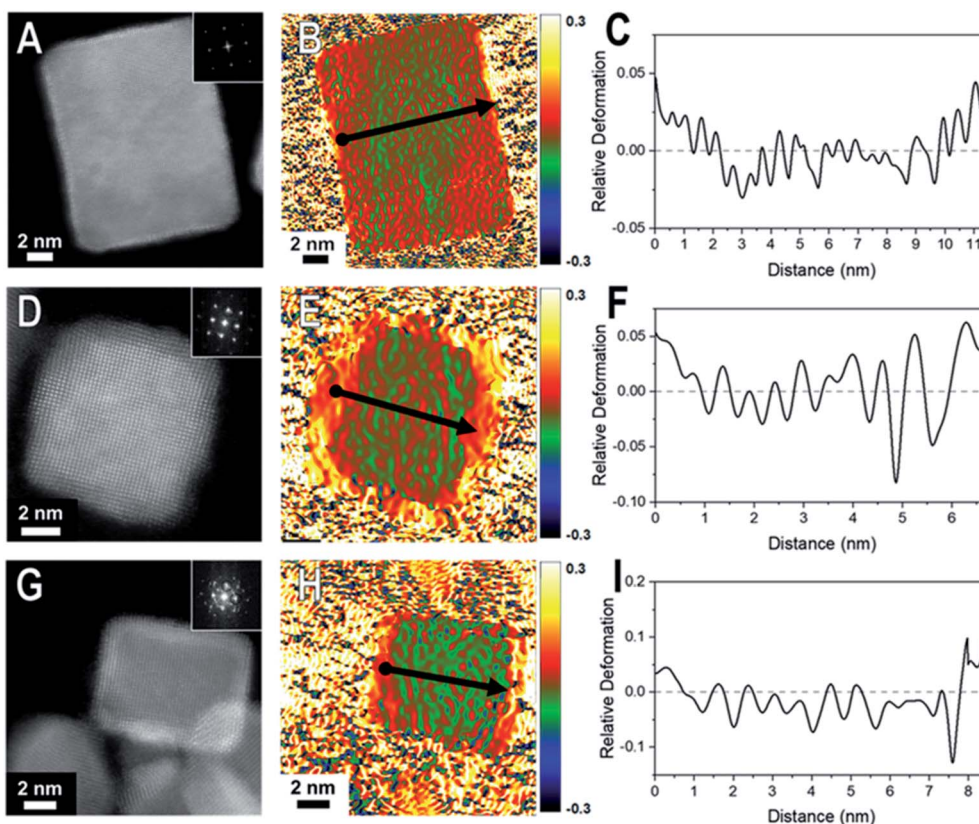 A
2 nm
B
2 nm
0.3
-0.3
C
Relative Deformation
0.05
0.00
-0.05
0 1 2 3 4 5 6 7 8 9 10 11
Distance (nm)
D
2 nm
E
0.3
-0.3
F
Relative Deformation
0.05
0.00
-0.05
-0.10
0 1 2 3 4 5 6
Distance (nm)
G
2 nm
H
2 nm
0.3
-0.3
I
Relative Deformation
0.2
0.1
0.0
-0.1
0 1 2 3 4 5 6 7 8
Distance (nm)